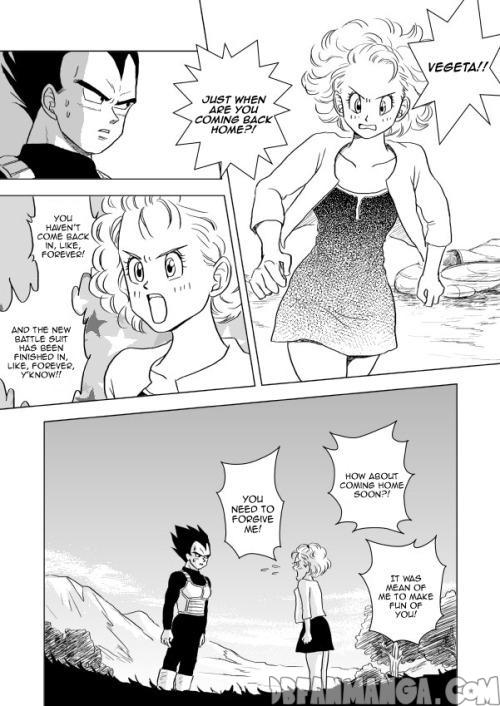 VEGETA!!
JUST WHEN
ARE YOU
COMING BACK
HOME?!
YOU
HAVEN'T
COME BACK
IN, LIKE,
FOREVER!
AND THE NEW
BATTLE SUIT
HAS BEEN
FINISHED IN,
LIKE, FOREVER,
Y'KNOW!!
HOW ABOUT
COMING HOME
SOON?!
YOU
NEED TO
FORGIVE
ME!
IT WAS
MEAN OF
ME TO MAKE
FUN OF
YOU!
DBFANMANGA.COM